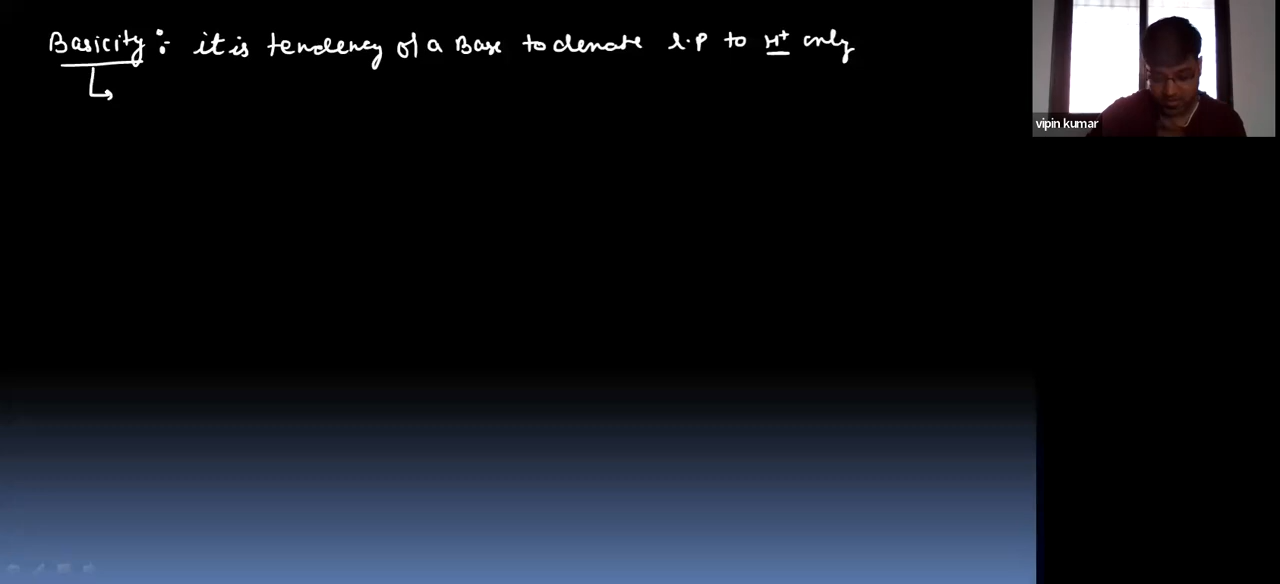 Basicity :- it is tendency of a Base to donate l.P to H+ only
vipin kumar